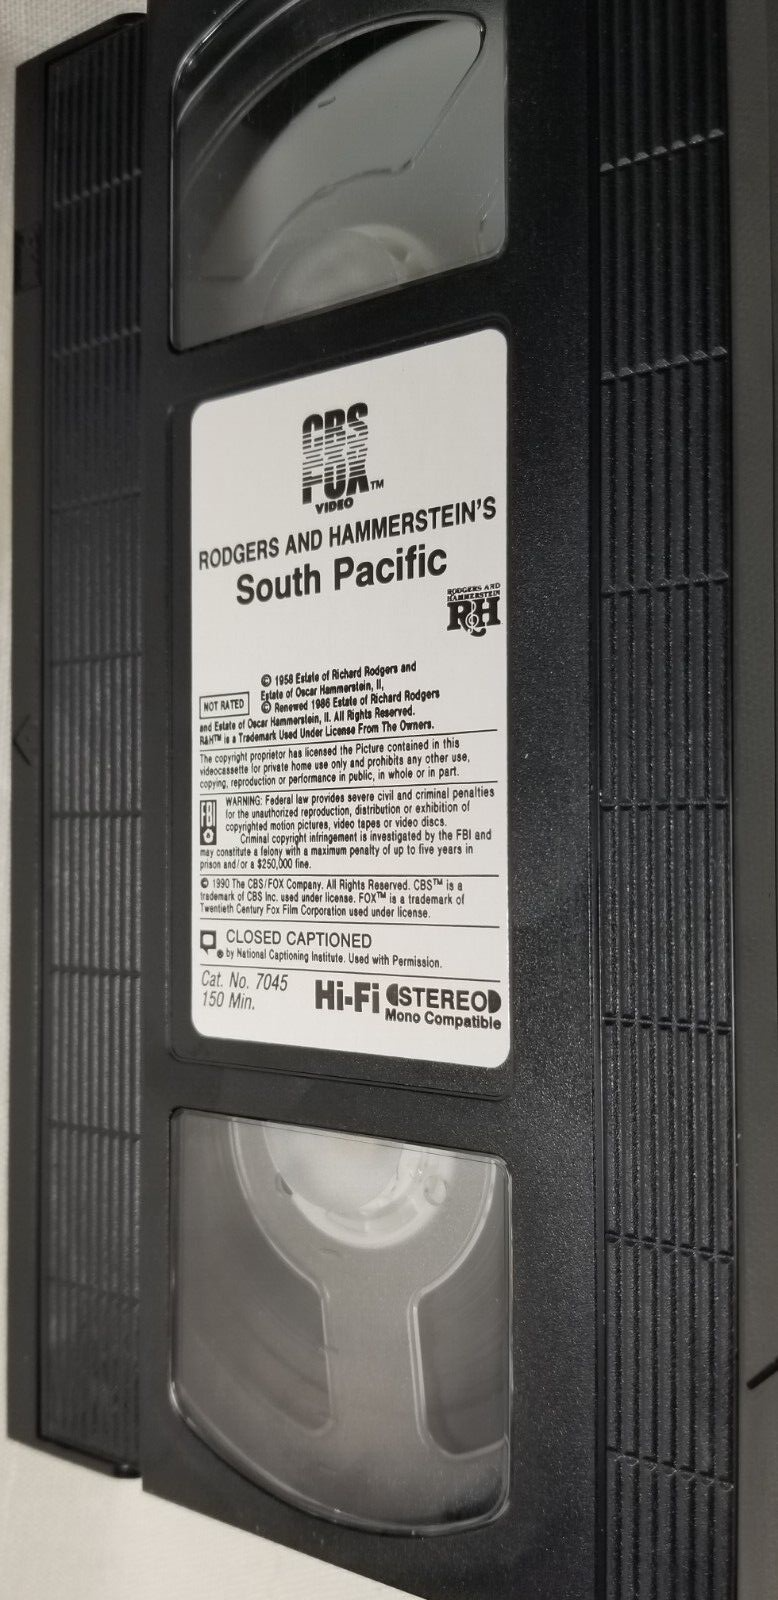 CBS
FOX™
VIDEO
RODGERS AND HAMMERSTEIN'S
South Pacific
RODGERS AND
HAMMERSTEIN
R&H
© 1958 Estate of Richard Rodgers and
Estate of Oscar Hammerstein, II,
NOT RATED © Renewed 1986 Estate of Richard Rodgers
and Estate of Oscar Hammerstein, II. All Rights Reserved.
R&H™ is a Trademark Used Under License From The Owners.
The copyright proprietor has licensed the Picture contained in this
videocassette for private home use only and prohibits any other use,
copying, reproduction or performance in public, in whole or in part.
FBI WARNING: Federal law provides severe civil and criminal penalties
for the unauthorized reproduction, distribution or exhibition of
copyrighted motion pictures, video tapes or video discs.
Criminal copyright infringement is investigated by the FBI and
may constitute a felony with a maximum penalty of up to five years in
prison and/or a $250,000 fine.
© 1990 The CBS/FOX Company. All Rights Reserved. CBS™ is a
trademark of CBS Inc. used under license. FOX™ is a trademark of
Twentieth Century Fox Film Corporation used under license.
CLOSED CAPTIONED
® by National Captioning Institute. Used with Permission.
Cat. No. 7045
150 Min.
Hi-Fi STEREO
Mono Compatible